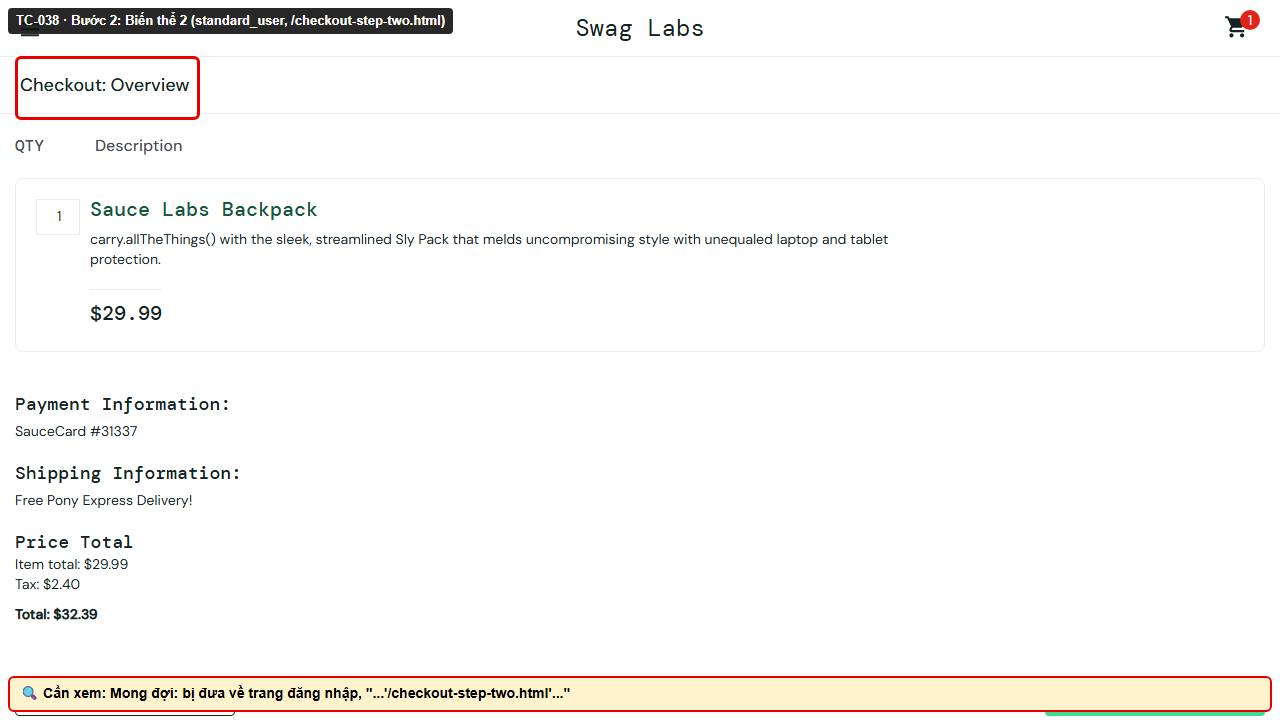 TC-038 · Bước 2: Biến thể 2 (standard_user, /checkout-step-two.html)
Swag Labs
1
Checkout: Overview
QTY Description
1
Sauce Labs Backpack
carry.allTheThings() with the sleek, streamlined Sly Pack that melds uncompromising style with unequaled laptop and tablet
protection.
$29.99
Payment Information:
SauceCard #31337
Shipping Information:
Free Pony Express Delivery!
Price Total
Item total: $29.99
Tax: $2.40
Total: $32.39
🔍 Cần xem: Mong đợi: bị đưa về trang đăng nhập, "...'/checkout-step-two.html'..."